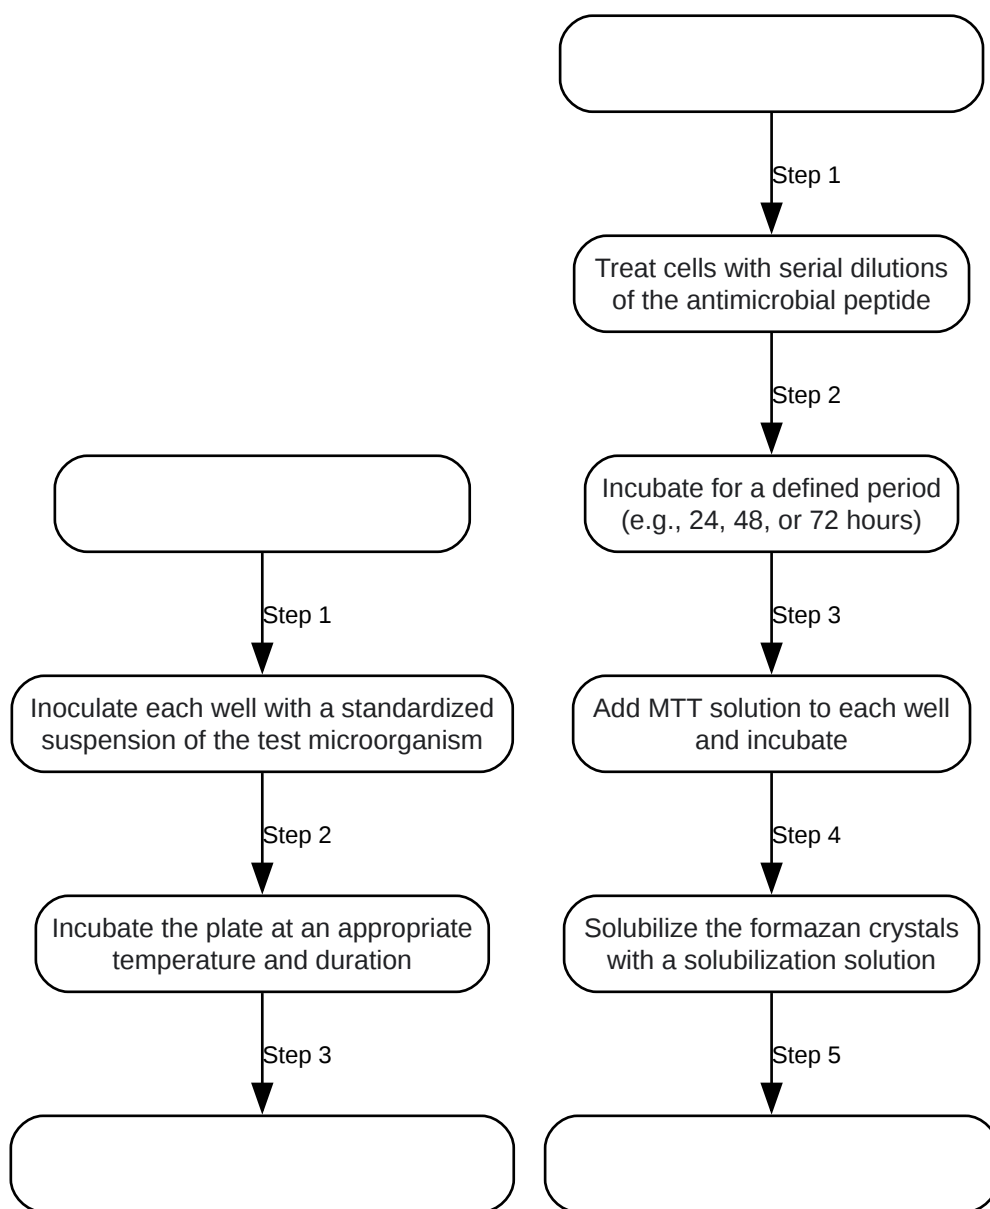 Step 1
Treat cells with serial dilutions
of the antimicrobial peptide
Step 2
Incubate for a defined period
(e.g., 24, 48, or 72 hours)
Step 3
Add MTT solution to each well
and incubate
Step 4
Solubilize the formazan crystals
with a solubilization solution
Step 5
Step 1
Inoculate each well with a standardized
suspension of the test microorganism
Step 2
Incubate the plate at an appropriate
temperature and duration
Step 3